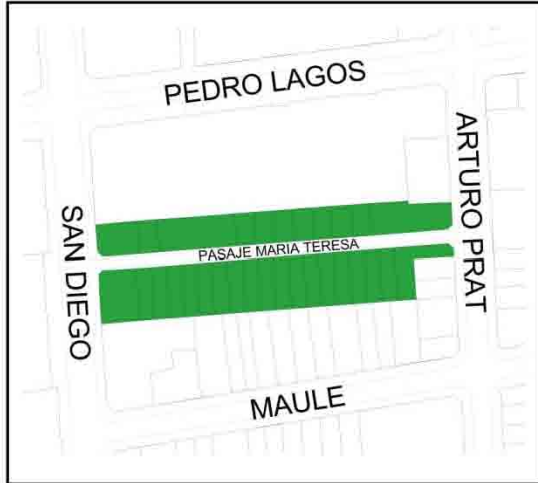 PEDRO LAGOS
ARTURO PRAT
SAN DIEGO
PASAJE MARIA TERESA
MAULE